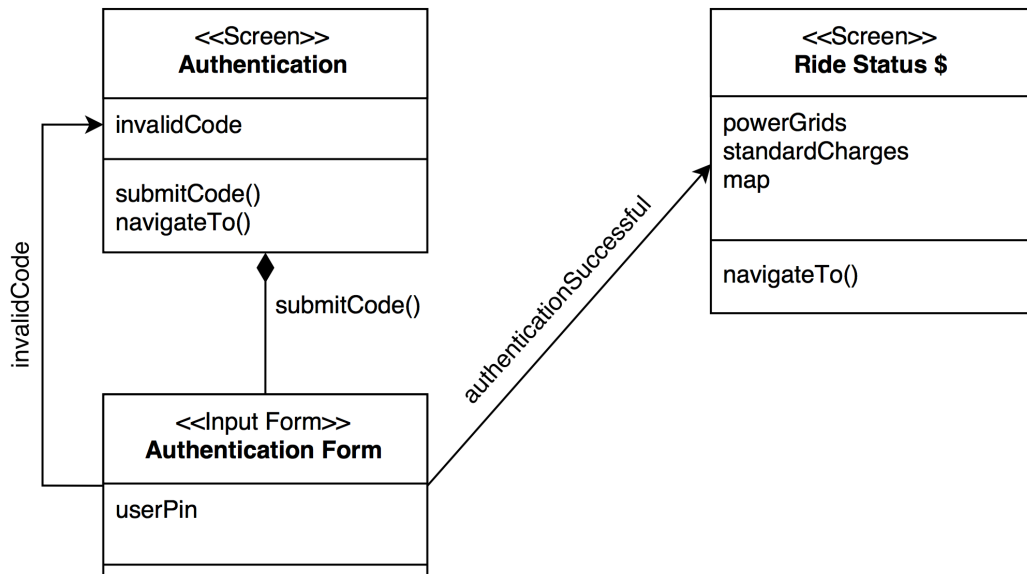 <<Screen>>
Authentication
invalidCode
submitCode()
navigateTo()
<<Screen>>
Ride Status $
powerGrids
standardCharges
map
navigateTo()
invalidCode
submitCode()
authenticationSuccessful
<<Input Form>>
Authentication Form
userPin